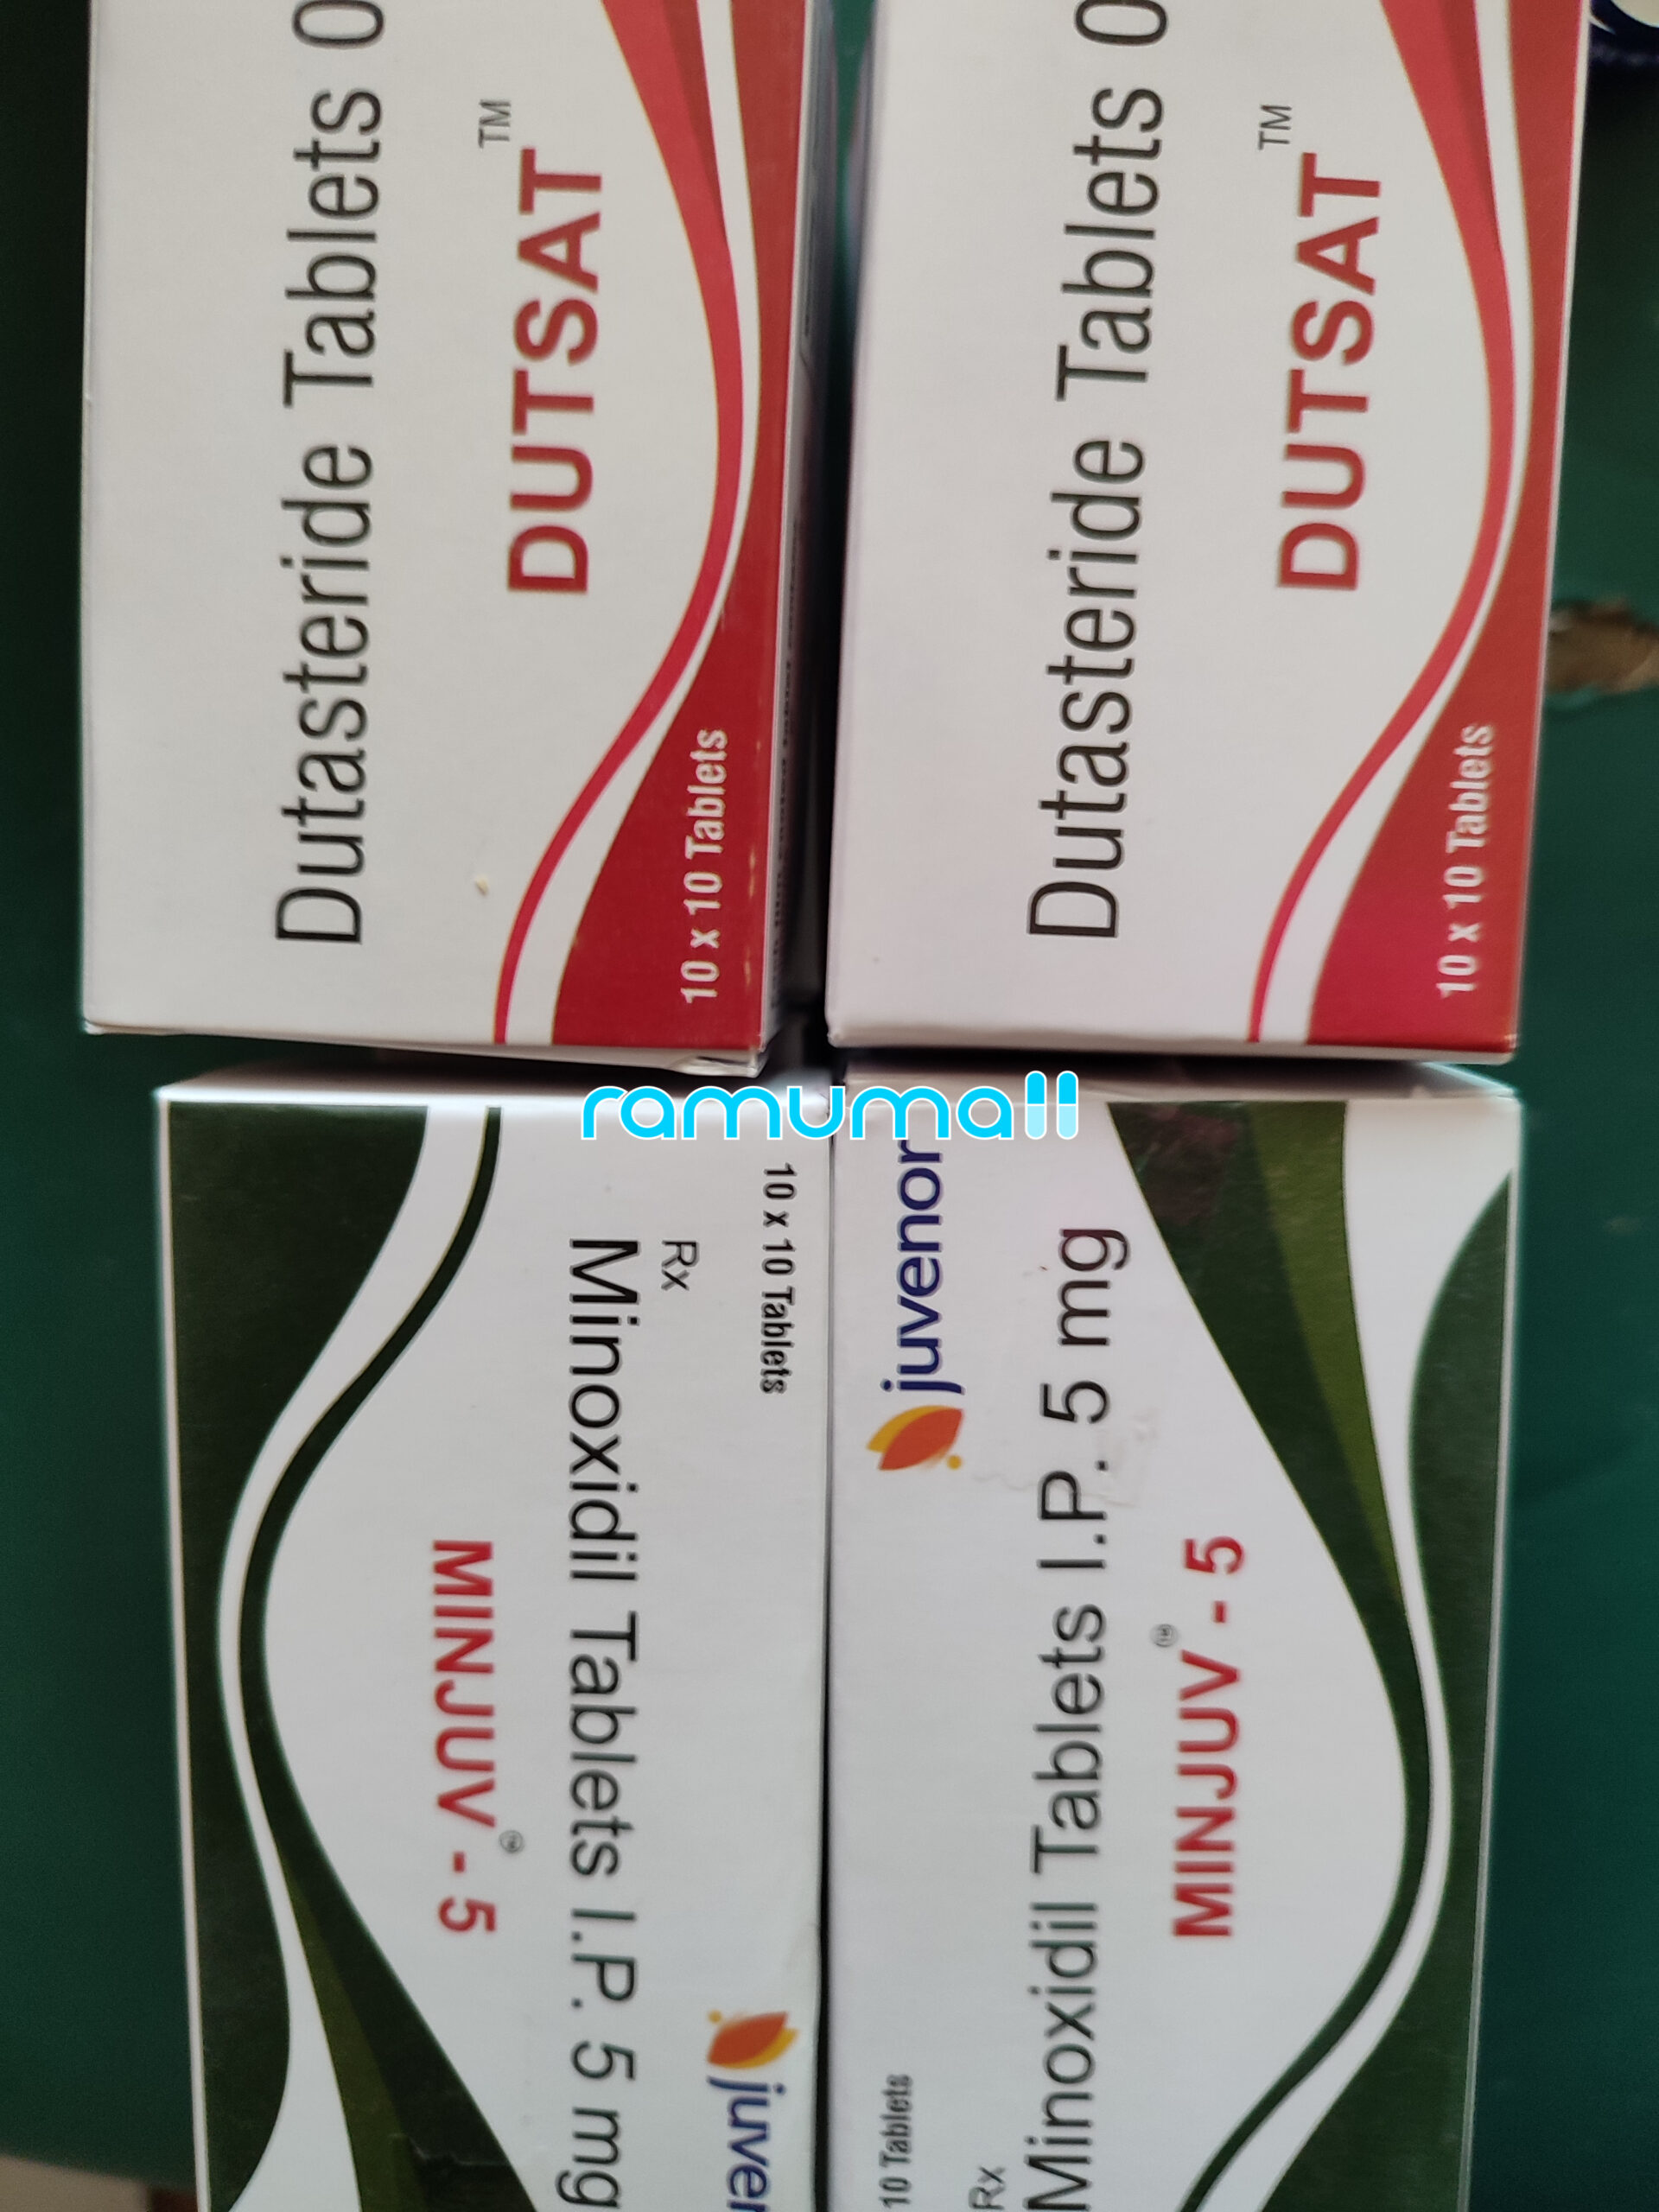 Dutasteride Tablets 0
DUTSAT™
10 x 10 Tablets
Dutasteride Tablets 0
DUTSAT™
10 x 10 Tablets
ramumall
10 x 10 Tablets
Rx
Minoxidil Tablets I.P. 5 mg
MINJUV® - 5
juven
juvenor
10 Tablets
Rx
Minoxidil Tablets I.P. 5 mg
MINJUV® - 5